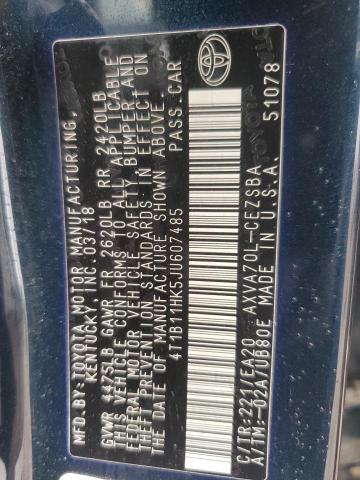 MFD. BY: TOYOTA MOTOR MANUFACTURING,
KENTUCKY, INC. 03/18
GVWR 4475LB GAWR FR 2620LB RR 2420LB
THIS VEHICLE CONFORMS TO ALL APPLICABLE
FEDERAL MOTOR VEHICLE SAFETY, BUMPER, AND
THEFT PREVENTION STANDARDS IN EFFECT ON
THE DATE OF MANUFACTURE SHOWN ABOVE.
4T1B11HK5JU607485 PASS. CAR
C/TR: 221/EA20 AXVA70L-CEZSBA
A/TM: -02A/UB80E MADE IN U.S.A. 51078